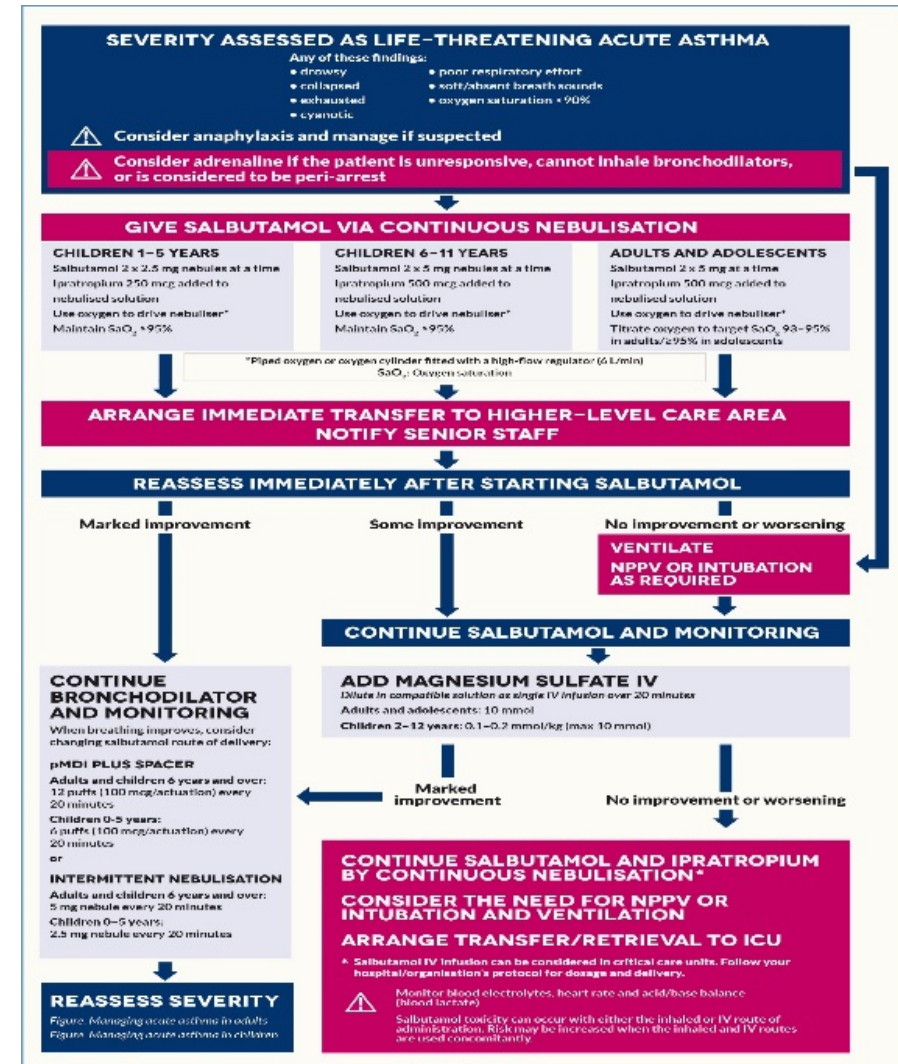 SEVERITY ASSESSED AS LIFE-THREATENING ACUTE ASTHMA
Any of these findings:
• drowsy
• collapsed
• exhausted
• cyanotic
• poor respiratory effort
• soft/absent breath sounds
• oxygen saturation < 90%
Consider anaphylaxis and manage if suspected
Consider adrenaline if the patient is unresponsive, cannot inhale bronchodilators,
or is considered to be peri-arrest
GIVE SALBUTAMOL VIA CONTINUOUS NEBULISATION
CHILDREN 1–5 YEARS
Salbutamol 2 x 2.5 mg nebules at a time
Ipratropium 250 mcg added to
nebulised solution
Use oxygen to drive nebuliser*
Maintain SaO₂ >95%
CHILDREN 6–11 YEARS
Salbutamol 2 x 5 mg nebules at a time
Ipratropium 500 mcg added to
nebulised solution
Use oxygen to drive nebuliser*
Maintain SaO₂ >95%
ADULTS AND ADOLESCENTS
Salbutamol 2 x 5 mg at a time
Ipratropium 500 mcg added to
nebulised solution
Use oxygen to drive nebuliser*
Titrate oxygen to target SaO₂ 93–95%
in adults/≥95% in adolescents
*Piped oxygen or oxygen cylinder fitted with a high-flow regulator (6 L/min)
SaO₂: Oxygen saturation
ARRANGE IMMEDIATE TRANSFER TO HIGHER-LEVEL CARE AREA
NOTIFY SENIOR STAFF
REASSESS IMMEDIATELY AFTER STARTING SALBUTAMOL
Marked improvement
Some improvement
No improvement or worsening
VENTILATE
NPPV OR INTUBATION
AS REQUIRED
CONTINUE SALBUTAMOL AND MONITORING
ADD MAGNESIUM SULFATE IV
Dilute in compatible solution as single IV infusion over 20 minutes
Adults and adolescents: 10 mmol
Children 2–12 years: 0.1–0.2 mmol/kg (max 10 mmol)
Marked
improvement
No improvement or worsening
CONTINUE
BRONCHODILATOR
AND MONITORING
When breathing improves, consider
changing salbutamol route of delivery:
pMDI PLUS SPACER
Adults and children 6 years and over:
12 puffs (100 mcg/actuation) every
20 minutes
Children 0-5 years:
6 puffs (100 mcg/actuation) every
20 minutes
or
INTERMITTENT NEBULISATION
Adults and children 6 years and over:
5 mg nebule every 20 minutes
Children 0–5 years:
2.5 mg nebule every 20 minutes
REASSESS SEVERITY
Figure. Managing acute asthma in adults
Figure. Managing acute asthma in children
CONTINUE SALBUTAMOL AND IPRATROPIUM
BY CONTINUOUS NEBULISATION*
CONSIDER THE NEED FOR NPPV OR
INTUBATION AND VENTILATION
ARRANGE TRANSFER/RETRIEVAL TO ICU
* Salbutamol IV infusion can be considered in critical care units. Follow your
hospital/organisation's protocol for dosage and delivery.
Monitor blood electrolytes, heart rate and acid/base balance
(blood lactate)
Salbutamol toxicity can occur with either the inhaled or IV route of
administration. Risk may be increased when the inhaled and IV routes
are used concomitantly.